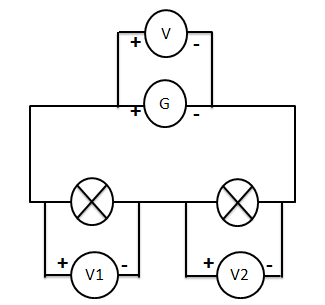 V
+ -
G
+ -
+ V1 -
+ V2 -